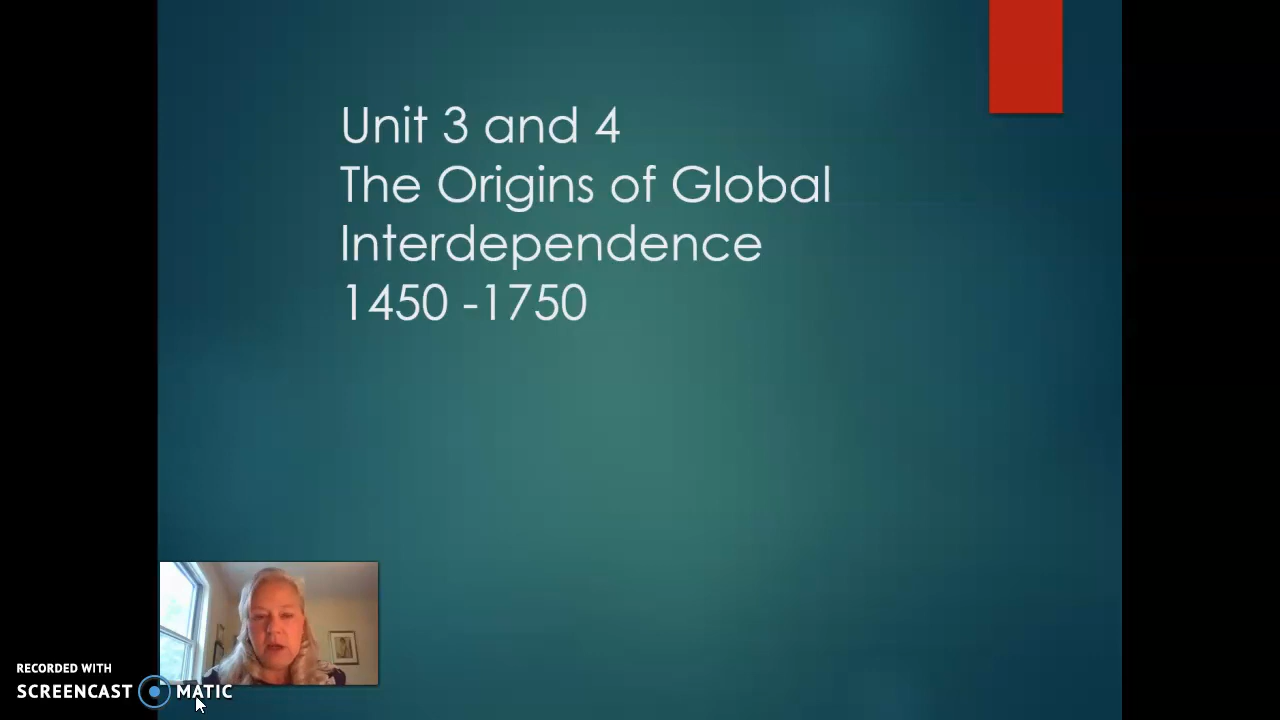 Unit 3 and 4
The Origins of Global
Interdependence
1450 -1750
RECORDED WITH
SCREENCAST MATIC